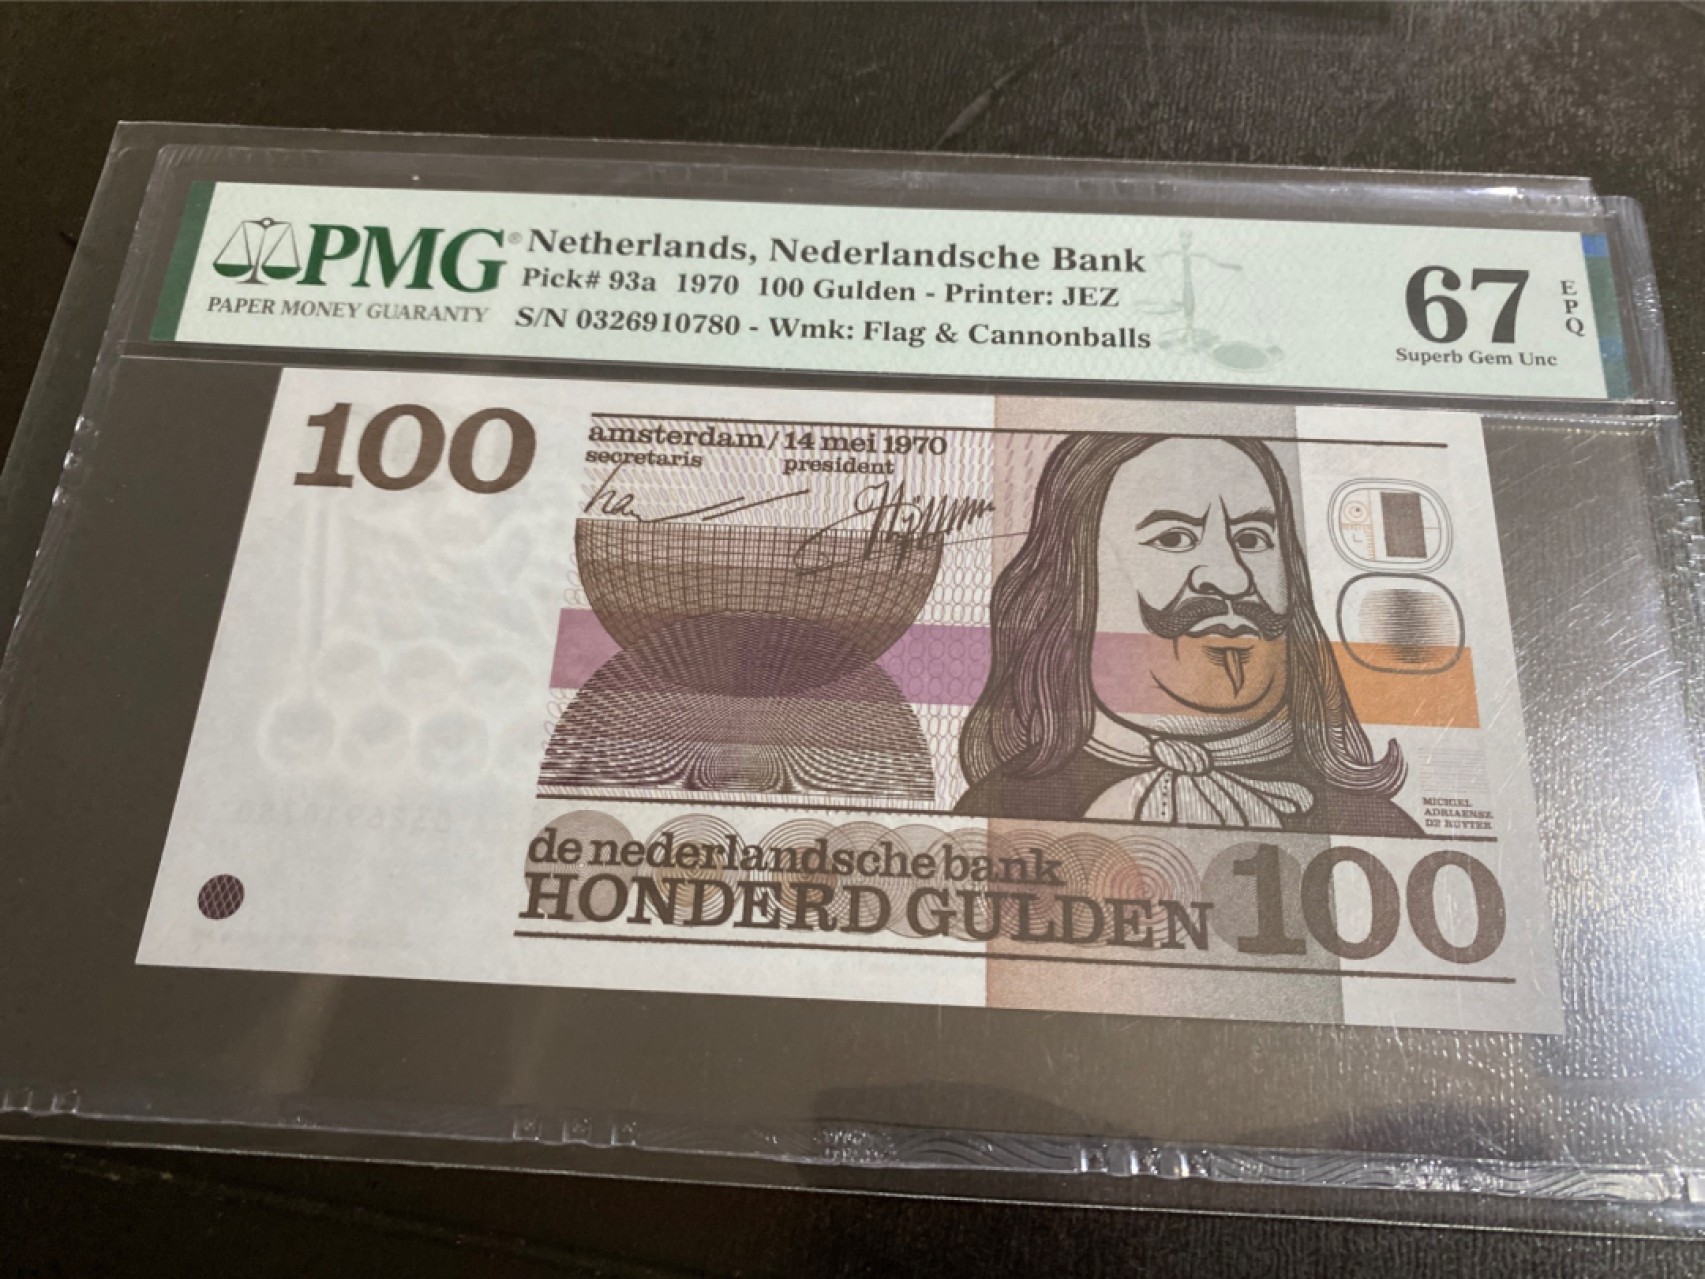 PMG®
PAPER MONEY GUARANTY
Netherlands, Nederlandsche Bank
Pick# 93a 1970 100 Gulden - Printer: JEZ
S/N 0326910780 - Wmk: Flag & Cannonballs
67
EPQ
Superb Gem Unc
100
amsterdam/14 mei 1970
secretaris president
MICHIEL
ADRIAENSZ
DE RUYTER
de nederlandsche bank
HONDERD GULDEN 100